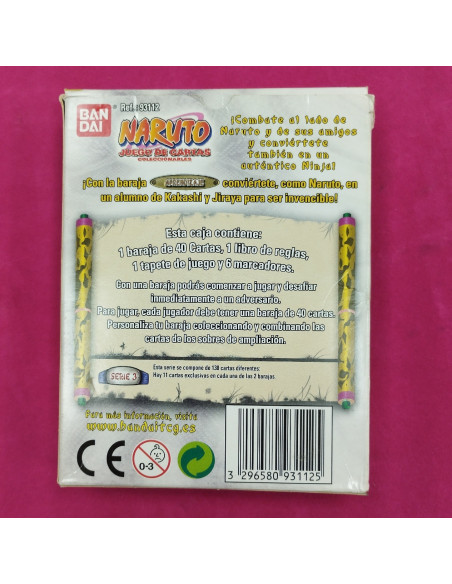 BAN
DAI
Ref. :93112
NARUTO
JUEGO DE CARTAS
COLECCIONABLES
¡Combate al lado de
Naruto y de sus amigos
y conviértete
también en un
auténtico Ninja!
¡Con la baraja APRENDIZAJE conviértete, como Naruto, en
un alumno de Kakashi y Jiraya para ser invencible!
Esta caja contiene:
1 baraja de 40 Cartas, 1 libro de reglas,
1 tapete de juego y 6 marcadores.
Con una baraja podrás comenzar a jugar y desafiar
inmediatamente a un adversario.
Para jugar, cada jugador debe tener una baraja de 40 cartas.
Personaliza tu baraja coleccionando y combinando las
cartas de los sobres de ampliación.
SERIE 3
Esta serie se compone de 138 cartas diferentes:
Hay 11 cartas exclusivas en cada una de las 2 barajas.
Para más información, visita
www.bandaitcg.es
CE
0-3
3 296580 931125